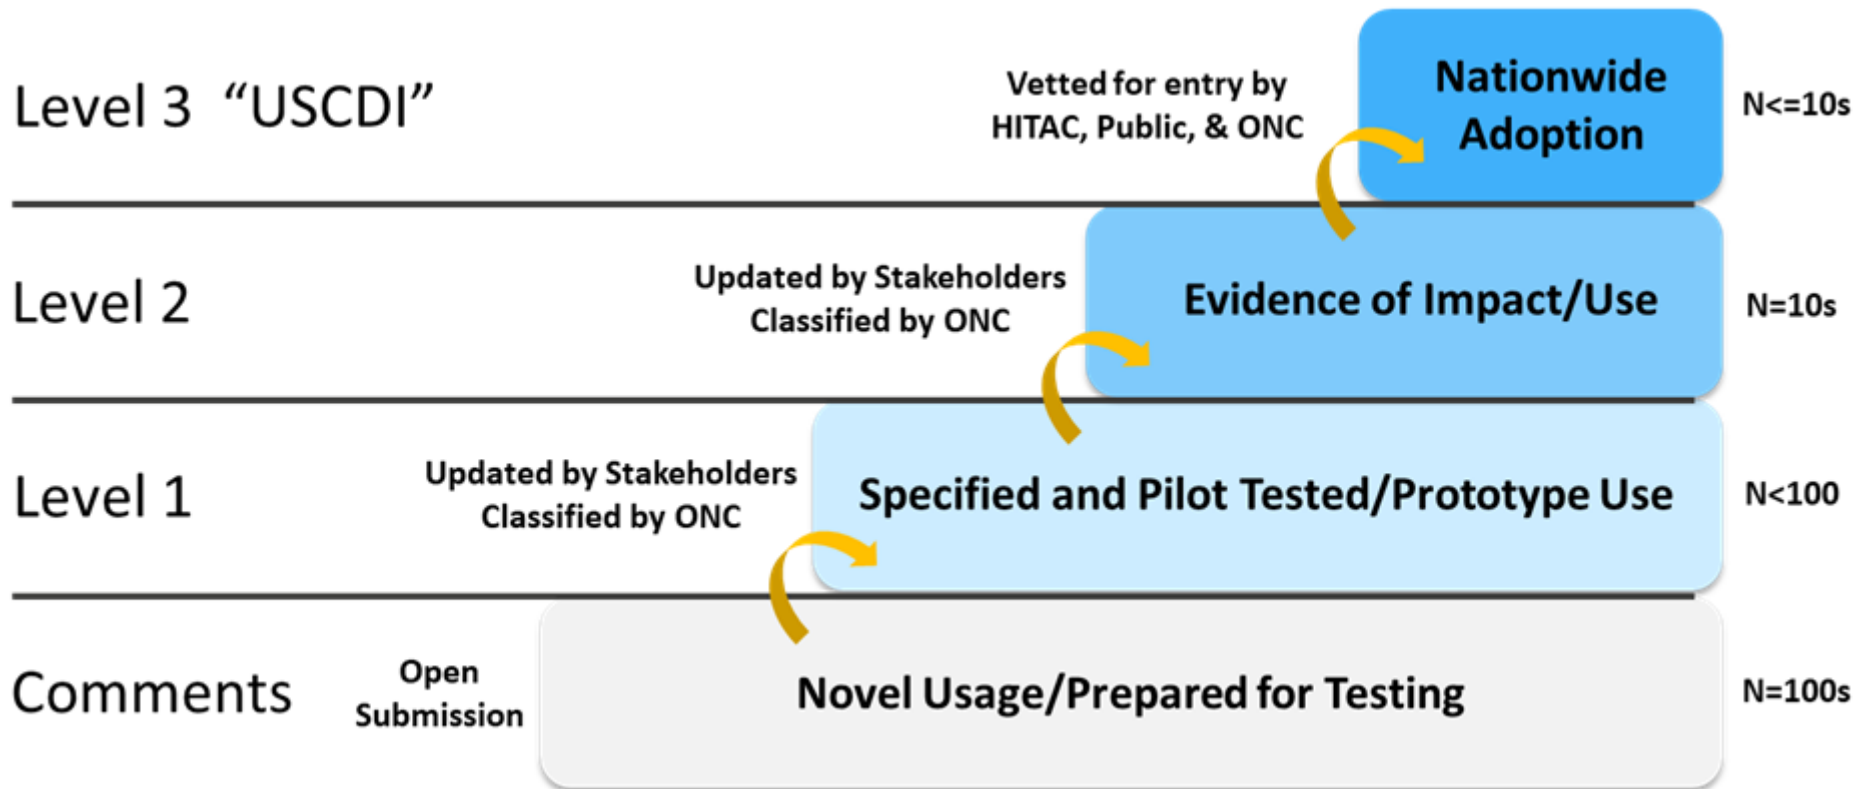 Level 3 “USCDI”
Vetted for entry by
HITAC, Public, & ONC
Nationwide
Adoption
N<=10s
Level 2
Updated by Stakeholders
Classified by ONC
Evidence of Impact/Use
N=10s
Level 1
Updated by Stakeholders
Classified by ONC
Specified and Pilot Tested/Prototype Use
N<100
Comments
Open
Submission
Novel Usage/Prepared for Testing
N=100s